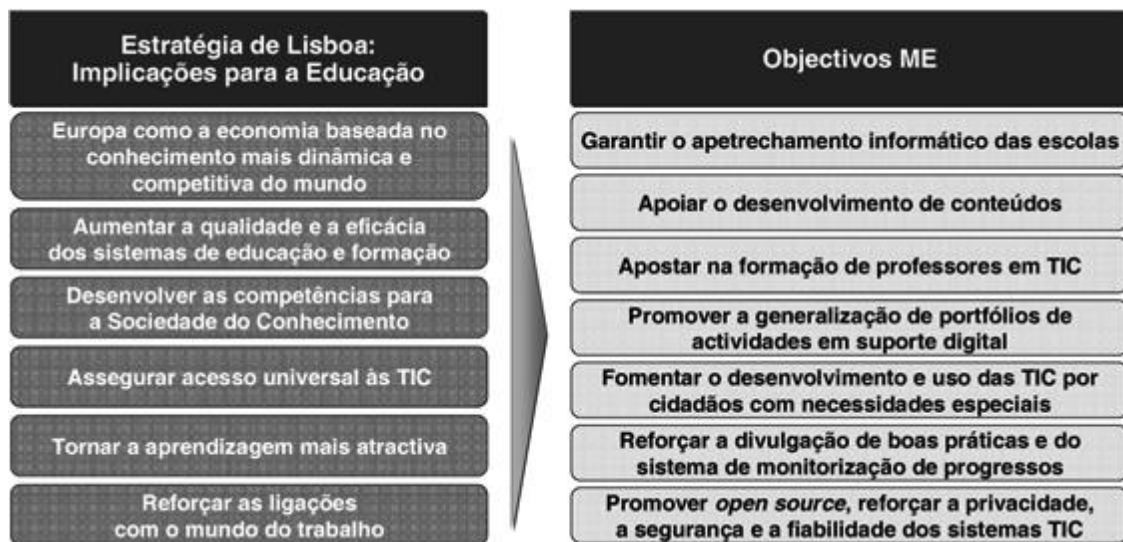 Estratégia de Lisboa:
Implicações para a Educação
Europa como a economia baseada no
conhecimento mais dinâmica e
competitiva do mundo
Aumentar a qualidade e a eficácia
dos sistemas de educação e formação
Desenvolver as competências para
a Sociedade do Conhecimento
Assegurar acesso universal às TIC
Tornar a aprendizagem mais atractiva
Reforçar as ligações
com o mundo do trabalho
Objectivos ME
Garantir o apetrechamento informático das escolas
Apoiar o desenvolvimento de conteúdos
Apostar na formação de professores em TIC
Promover a generalização de portfólios de
actividades em suporte digital
Fomentar o desenvolvimento e uso das TIC por
cidadãos com necessidades especiais
Reforçar a divulgação de boas práticas e do
sistema de monitorização de progressos
Promover open source, reforçar a privacidade,
a segurança e a fiabilidade dos sistemas TIC